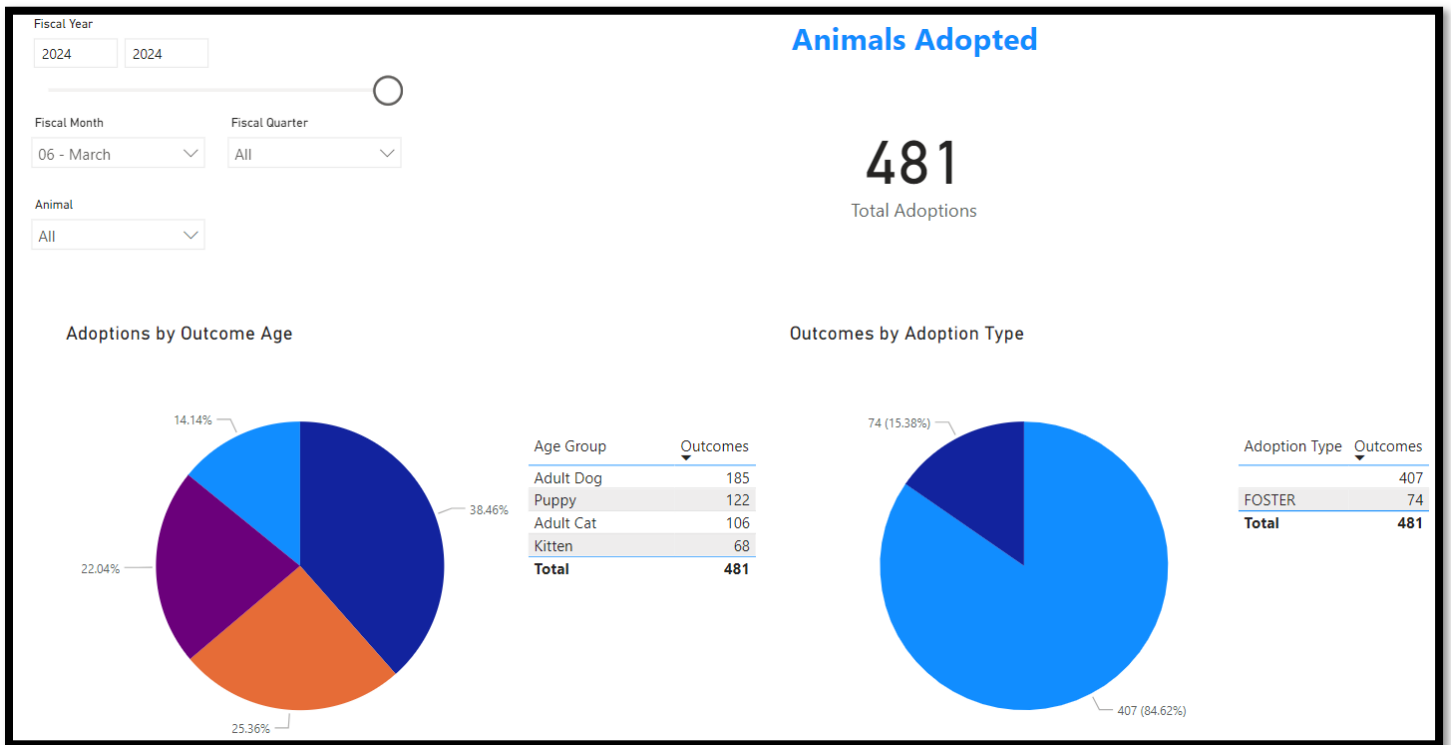 Fiscal Year
2024 2024
Fiscal Month Fiscal Quarter
06 - March All
Animal
All
Animals Adopted
481
Total Adoptions
Adoptions by Outcome Age
14.14%
38.46%
22.04%
25.36%
Age Group Outcomes
Adult Dog 185
Puppy 122
Adult Cat 106
Kitten 68
Total 481
Outcomes by Adoption Type
74 (15.38%)
407 (84.62%)
Adoption Type Outcomes
407
FOSTER 74
Total 481